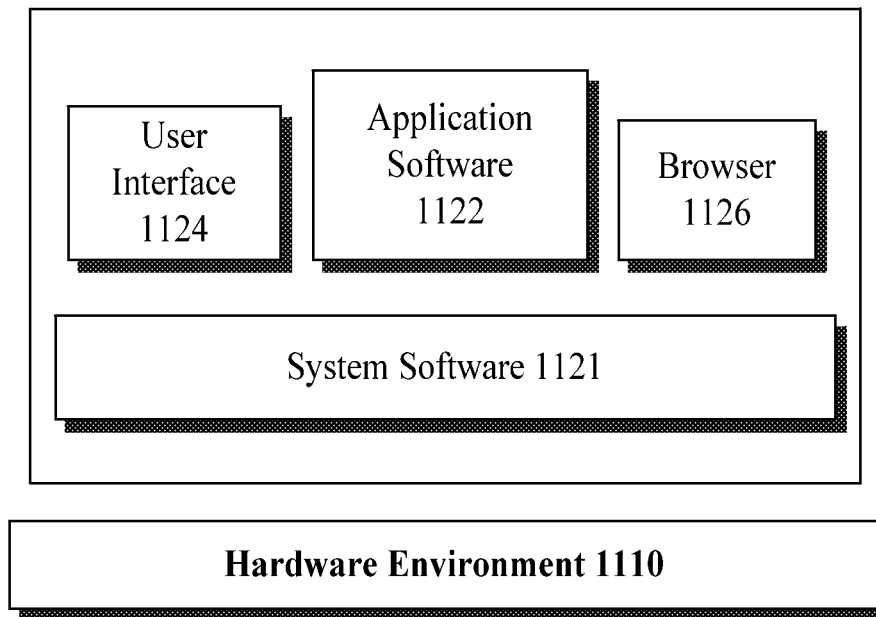 User
Interface
1124
Application
Software
1122
Browser
1126
System Software 1121
Hardware Environment 1110